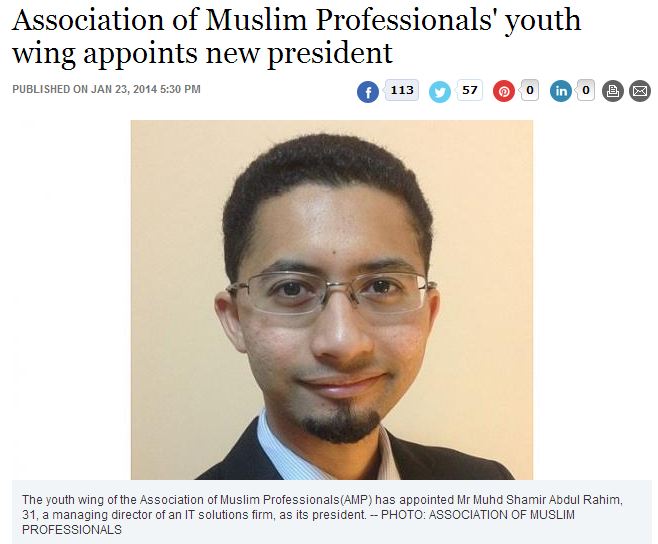 Association of Muslim Professionals' youth
wing appoints new president
PUBLISHED ON JAN 23, 2014 5:30 PM
f 113 57 0 in 0
The youth wing of the Association of Muslim Professionals(AMP) has appointed Mr Muhd Shamir Abdul Rahim,
31, a managing director of an IT solutions firm, as its president. -- PHOTO: ASSOCIATION OF MUSLIM
PROFESSIONALS